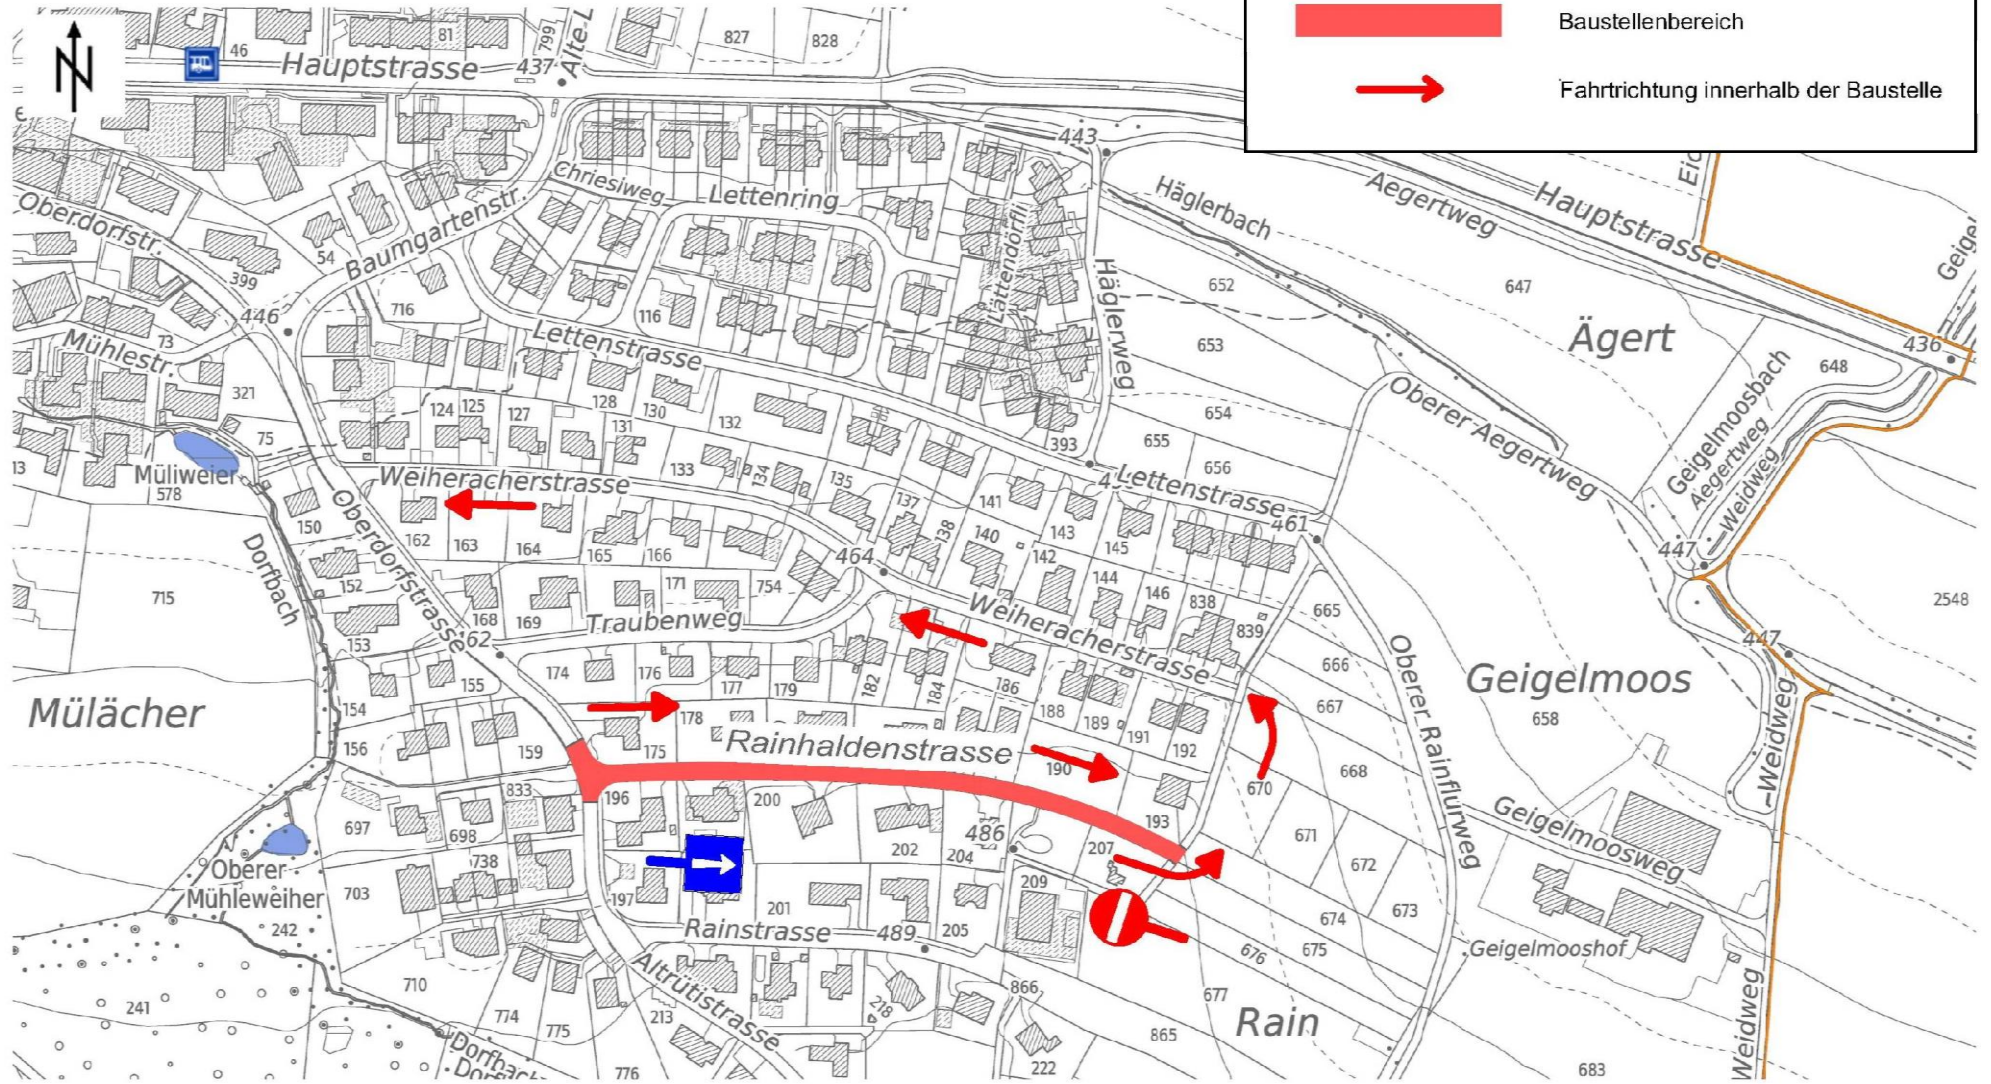 Baustellenbereich
Fahrtrichtung innerhalb der Baustelle
N
46
Hauptstrasse
81
799
437
Alte-L
827
828
443
Chriesiweg
Lettenring
Häglerbach
Aegertweg
Hauptstrasse
Eic
Geigel
Oberdorfstr.
399
54
Baumgartenstr.
716
116
Lättendörfli
Häglerweg
652
647
Ägert
436
648
446
Mühlestr.
73
321
75
Lettenstrasse
653
654
655
656
393
Oberer Aegertweg
Geigelmoosbach
Aegertweg
Weidweg
124
125
127
128
130
131
132
133
134
135
137
138
13
Müliweier
578
Weiheracherstrasse
Lettenstrasse
461
141
140
142
143
145
144
146
838
839
150
Oberdorfstrasse
162
163
164
165
166
464
447
2548
Dorfbach
715
152
153
168
169
171
754
Traubenweg
62
Weiheracherstrasse
665
666
667
668
Oberer Rainflurweg
447
Geigelmoos
658
Weidweg
Mülächer
154
155
156
159
174
175
176
177
178
179
182
184
186
188
189
190
191
192
193
Rainhaldenstrasse
670
671
672
673
674
675
676
677
Geigelmoosweg
Geigelmooshof
833
196
200
202
204
486
207
209
697
698
738
703
Oberer
Mühleweiher
242
241
197
201
Rainstrasse
489
205
Altrütistrasse
710
774
775
776
213
218
866
865
222
Rain
683
Weidweg
Dorfbach